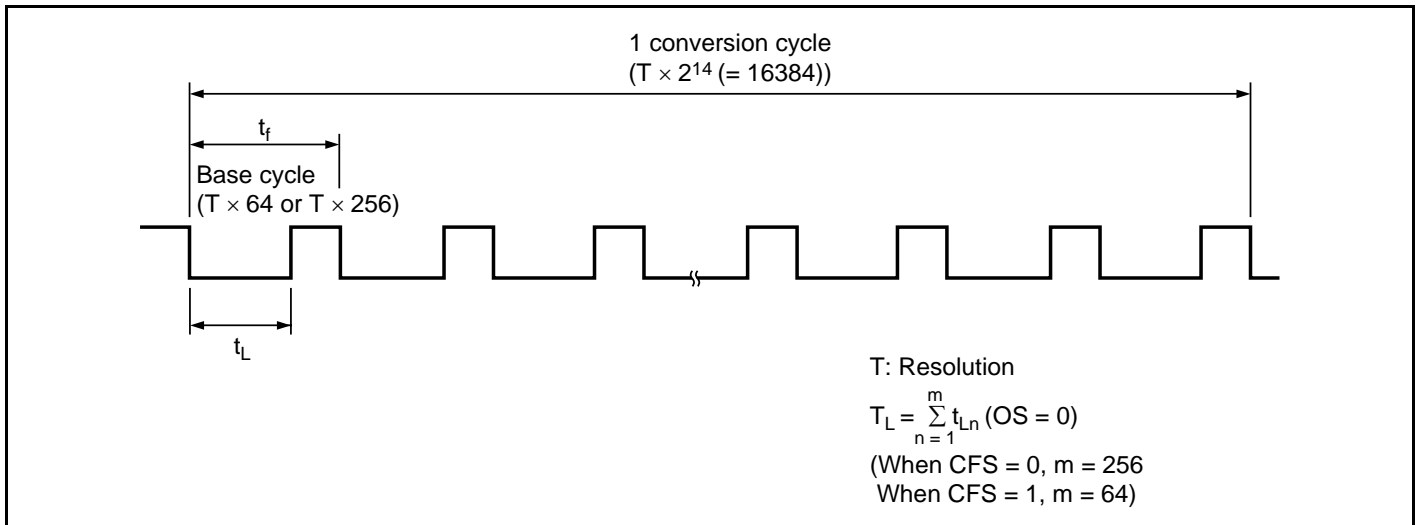 1 conversion cycle
(T × 2¹⁴ (= 16384))
t_f
Base cycle
(T × 64 or T × 256)
t_L
T: Resolution
m
T_L = Σ t_Ln (OS = 0)
n = 1
(When CFS = 0, m = 256
When CFS = 1, m = 64)